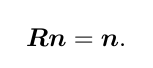 Rn = n.